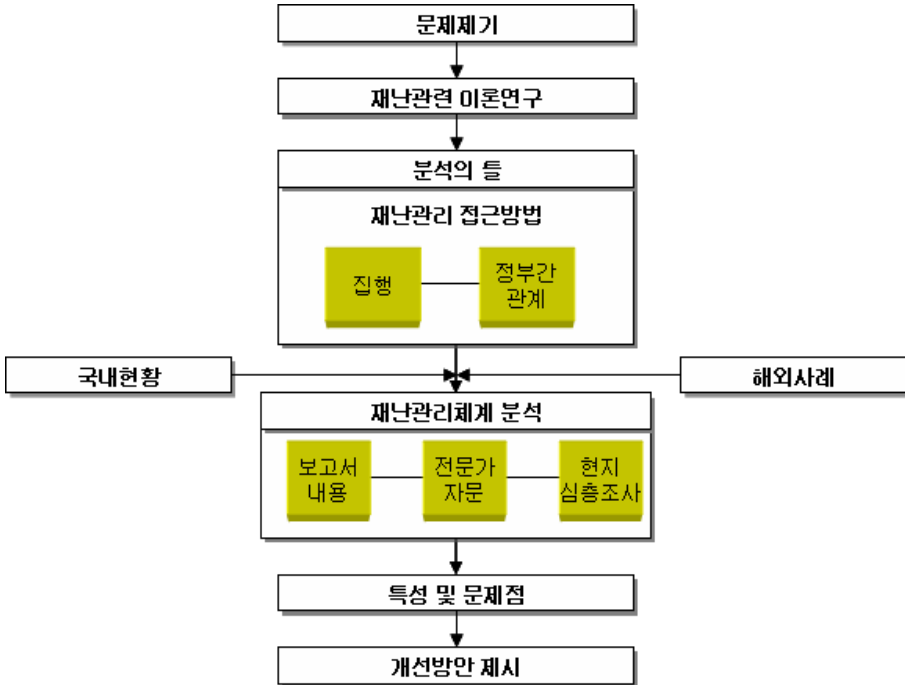 문제제기
재난관련 이론연구
분석의 틀
재난관리 접근방법
집행
정부간
관계
국내현황
해외사례
재난관리체계 분석
보고서
내용
전문가
자문
현지
심층조사
특성 및 문제점
개선방안 제시